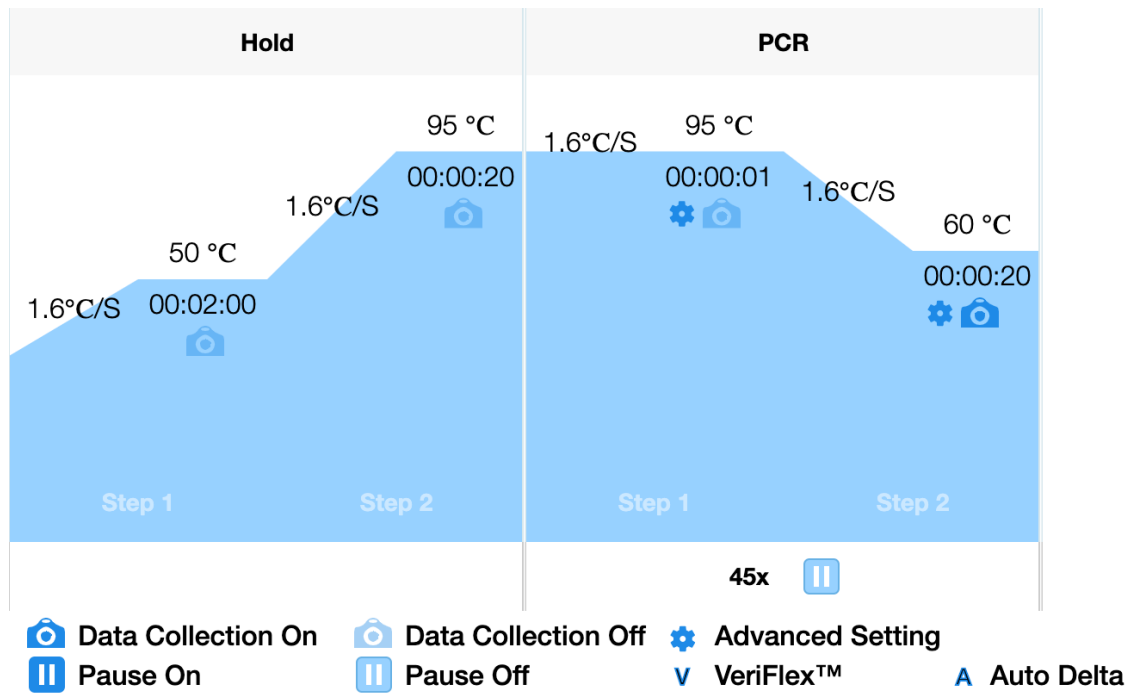 Hold
PCR
95 °C
95 °C
1.6°C/S
00:00:20
00:00:01
1.6°C/S
1.6°C/S
60 °C
50 °C
00:00:20
1.6°C/S
00:02:00
Step 1
Step 2
Step 1
Step 2
45x
Data Collection On
Data Collection Off
Advanced Setting
Pause On
Pause Off
V VeriFlex™
A Auto Delta